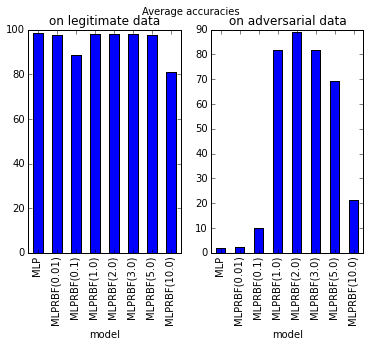 Average accuracies
on legitimate data
100
80
60
40
20
0
MLP
MLPRBF(0.01)
MLPRBF(0.1)
MLPRBF(1.0)
MLPRBF(2.0)
MLPRBF(3.0)
MLPRBF(5.0)
MLPRBF(10.0)
model
on adversarial data
90
80
70
60
50
40
30
20
10
0
MLP
MLPRBF(0.01)
MLPRBF(0.1)
MLPRBF(1.0)
MLPRBF(2.0)
MLPRBF(3.0)
MLPRBF(5.0)
MLPRBF(10.0)
model